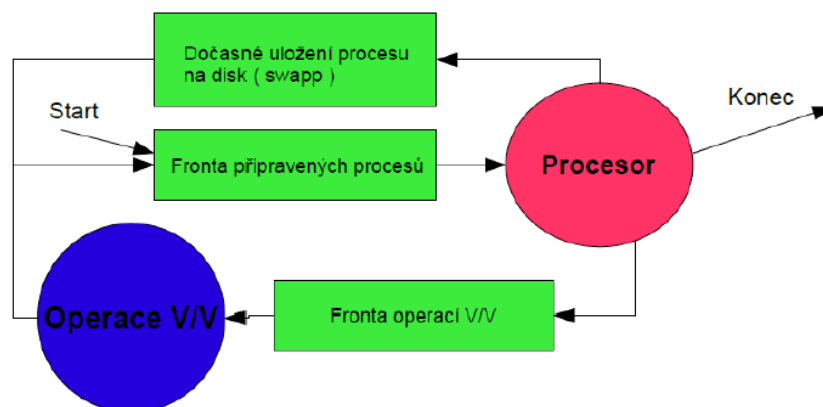 Dočasné uložení procesu
na disk ( swapp )
Start
Konec
Fronta připravených procesů
Procesor
Operace V/V
Fronta operací V/V